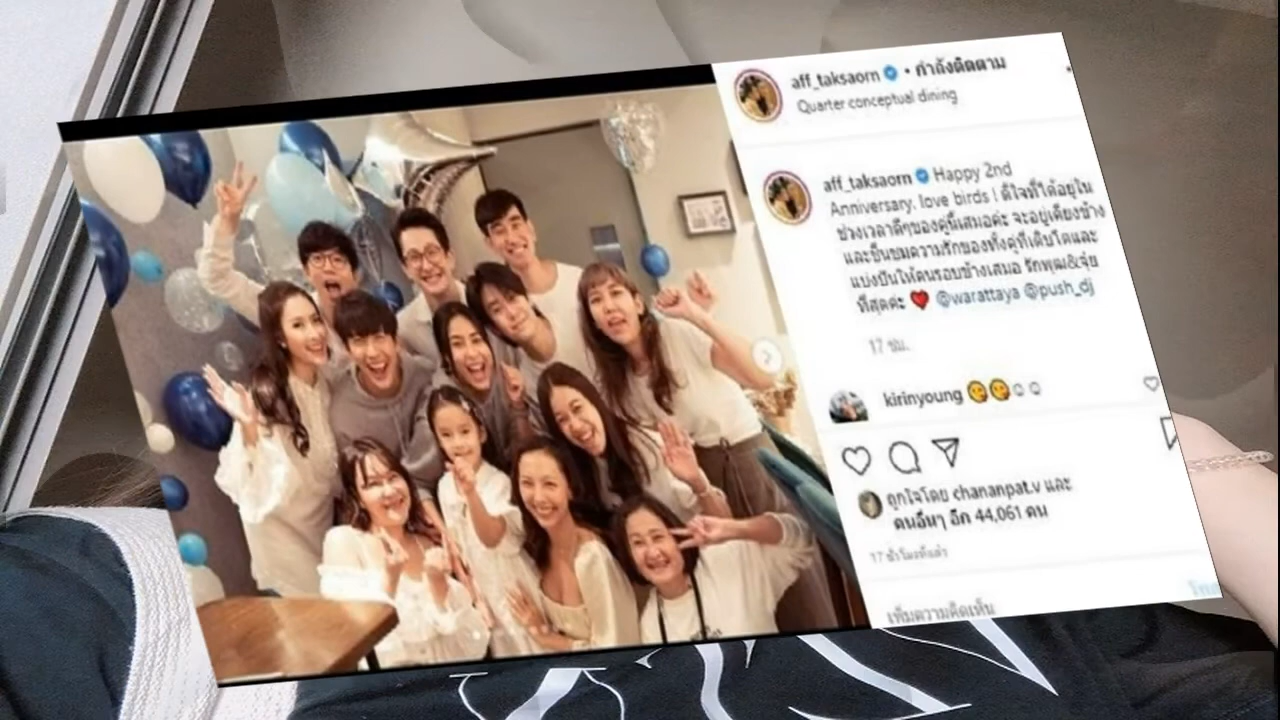 aff_taksaorn • กำลังติดตาม
Quarter conceptual dining
aff_taksaorn Happy 2nd
Anniversary. love birds ! ดีใจที่ได้อยู่ใน
ช่วงเวลาดีๆของคู่นี้เสมอค่ะ จะอยู่เคียงข้าง
และชื่นชมความรักของทั้งคู่ที่เติบโตและ
แบ่งปันให้คนรอบข้างเสมอ รักพุฒ&จุ๋ย
ที่สุดค่ะ ❤️ @warattaya @push_dj
17 ชม.
kirinyoung 😋😋☺☺
ถูกใจโดย chananpat.v และ
คนอื่นๆ อีก 44,061 คน
17 ชั่วโมงที่แล้ว
เพิ่มความคิดเห็น